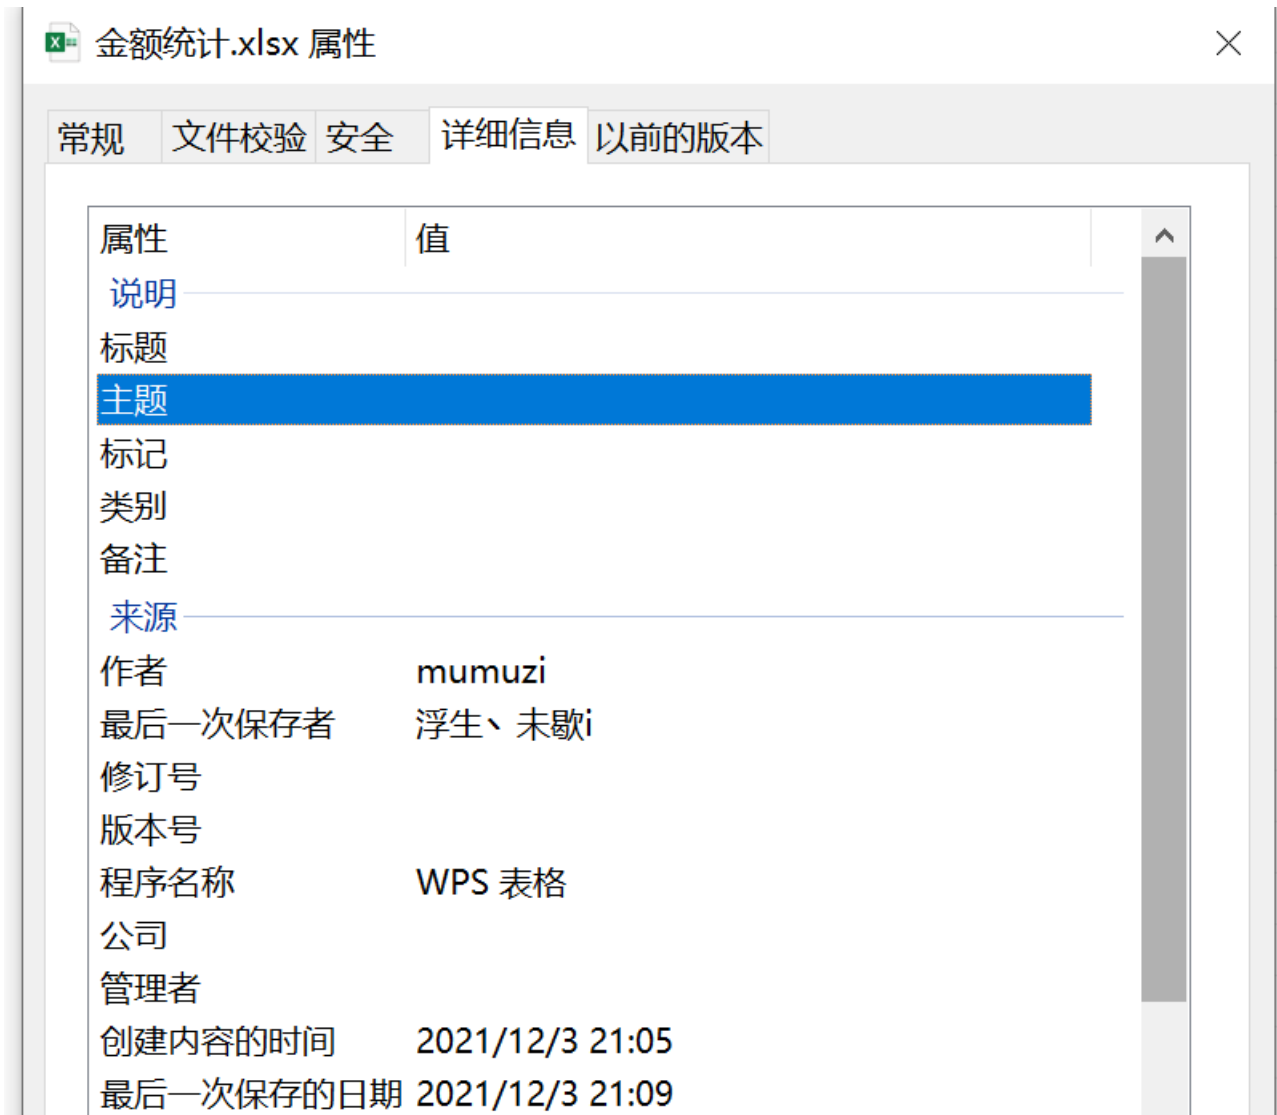 金额统计.xlsx 属性
常规 文件校验 安全 详细信息 以前的版本
属性 值
说明
标题
主题
标记
类别
备注
来源
作者 mumuzi
最后一次保存者 浮生丶未歇i
修订号
版本号
程序名称 WPS 表格
公司
管理者
创建内容的时间 2021/12/3 21:05
最后一次保存的日期 2021/12/3 21:09